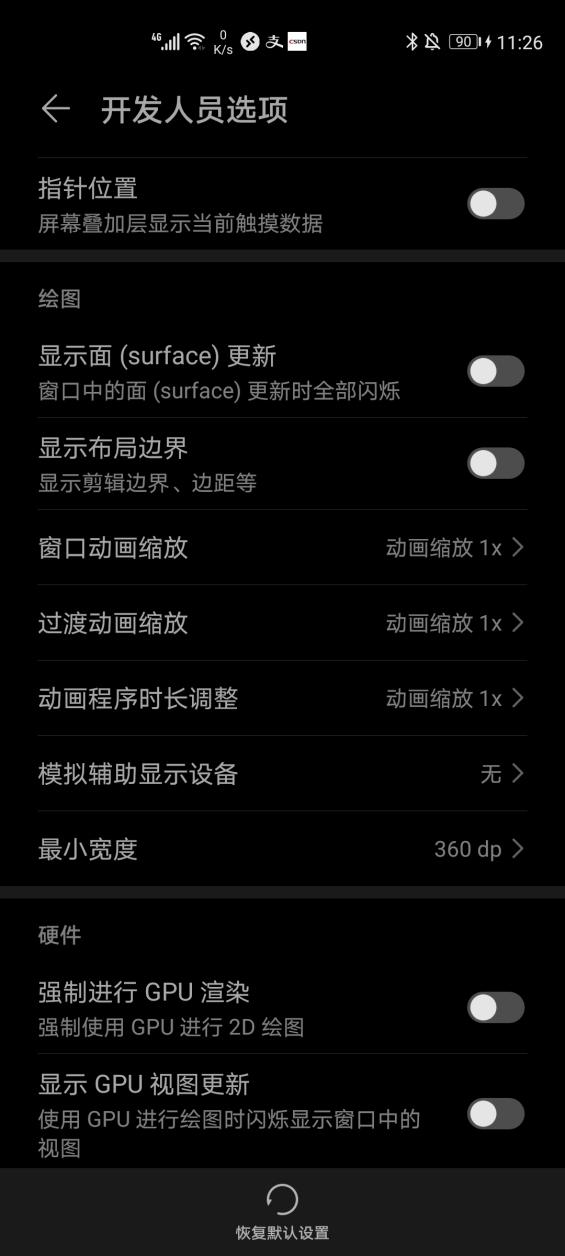 4G 0 K/s 支 CSDN 90 11:26
开发人员选项
指针位置
屏幕叠加层显示当前触摸数据
绘图
显示面 (surface) 更新
窗口中的面 (surface) 更新时全部闪烁
显示布局边界
显示剪辑边界、边距等
窗口动画缩放 动画缩放 1x
过渡动画缩放 动画缩放 1x
动画程序时长调整 动画缩放 1x
模拟辅助显示设备 无
最小宽度 360 dp
硬件
强制进行 GPU 渲染
强制使用 GPU 进行 2D 绘图
显示 GPU 视图更新
使用 GPU 进行绘图时闪烁显示窗口中的
视图
恢复默认设置